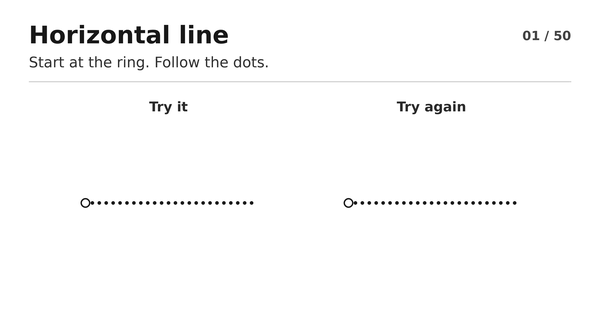 Horizontal line
01 / 50
Start at the ring. Follow the dots.
Try it
Try again